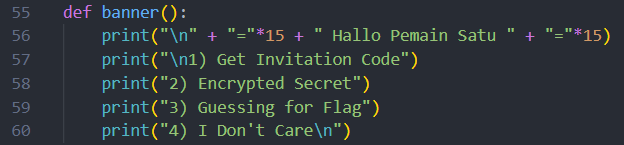 55 def banner():
56 print("\n" + "="*15 + " Hallo Pemain Satu " + "="*15)
57 print("\n1) Get Invitation Code")
58 print("2) Encrypted Secret")
59 print("3) Guessing for Flag")
60 print("4) I Don't Care\n")